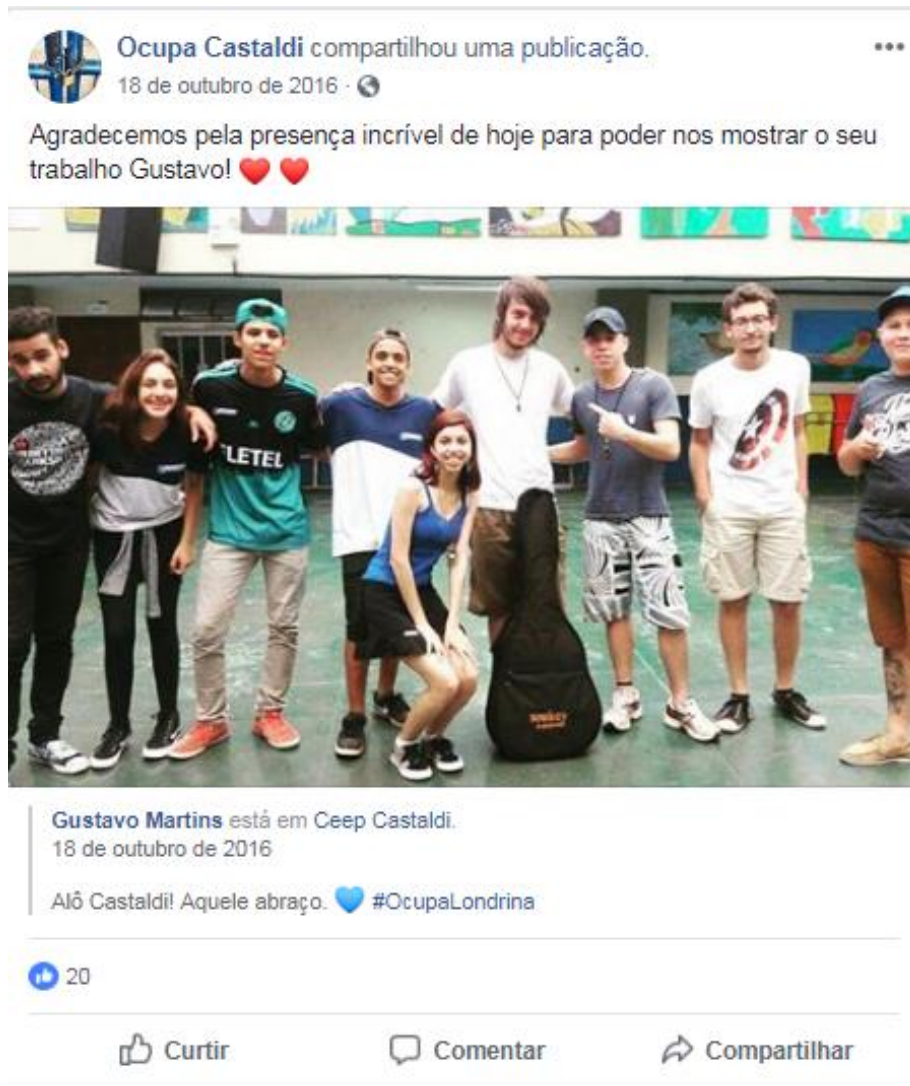 Ocupa Castaldi compartilhou uma publicação.
18 de outubro de 2016 ·
Agradecemos pela presença incrível de hoje para poder nos mostrar o seu
trabalho Gustavo! ❤️ ❤️
ELETEL
Gustavo Martins está em Ceep Castaldi.
18 de outubro de 2016
Alô Castaldi! Aquele abraço. 💙 #OcupaLondrina
20
Curtir
Comentar
Compartilhar